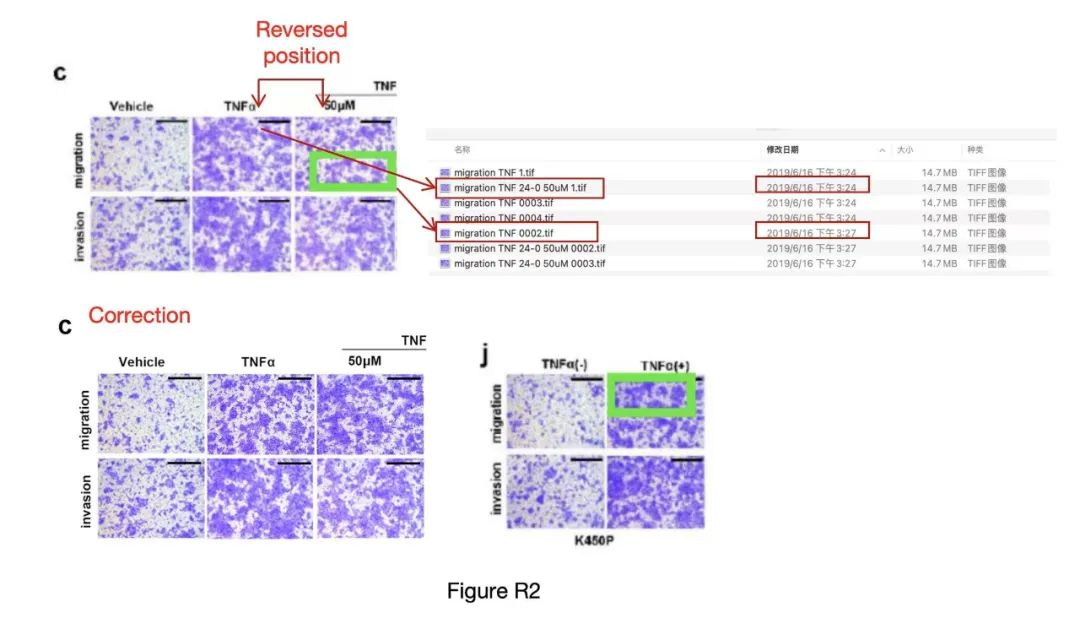 Reversed
position
c
TNF
Vehicle
TNFα
50μM
migration
invasion
名称
修改日期
大小
种类
migration TNF 1.tif
2019/6/16 下午3:24
14.7 MB
TIFF图像
migration TNF 24-0 50uM 1.tif
2019/6/16 下午3:24
14.7 MB
TIFF图像
migration TNF 0003.tif
2019/6/16 下午3:24
14.7 MB
TIFF图像
migration TNF 0004.tif
2019/6/16 下午3:24
14.7 MB
TIFF图像
migration TNF 0002.tif
2019/6/16 下午3:27
14.7 MB
TIFF图像
migration TNF 24-0 50uM 0002.tif
2019/6/16 下午3:27
14.7 MB
TIFF图像
migration TNF 24-0 50uM 0003.tif
2019/6/16 下午3:27
14.7 MB
TIFF图像
c
Correction
TNF
Vehicle
TNFα
50μM
migration
invasion
j
TNFα(-)
TNFα(+)
migration
invasion
K450P
Figure R2